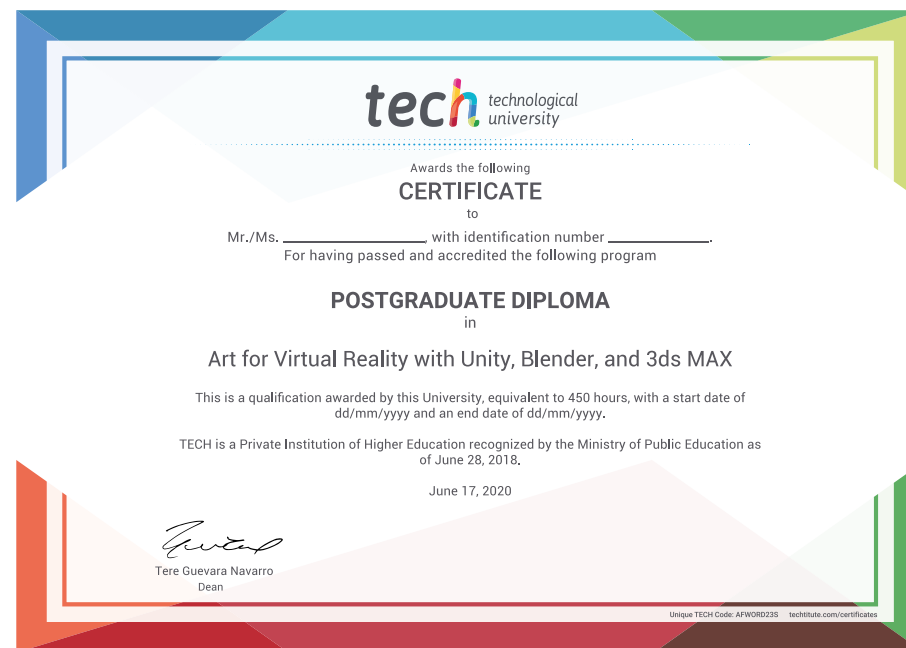 tech technological
university
Awards the following
CERTIFICATE
to
Mr./Ms. ____________________, with identification number ______________.
For having passed and accredited the following program
POSTGRADUATE DIPLOMA
in
Art for Virtual Reality with Unity, Blender, and 3ds MAX
This is a qualification awarded by this University, equivalent to 450 hours, with a start date of
dd/mm/yyyy and an end date of dd/mm/yyyy.
TECH is a Private Institution of Higher Education recognized by the Ministry of Public Education as
of June 28, 2018.
June 17, 2020
Tere Guevara Navarro
Dean
Unique TECH Code: AFWORD23S techtitute.com/certificates